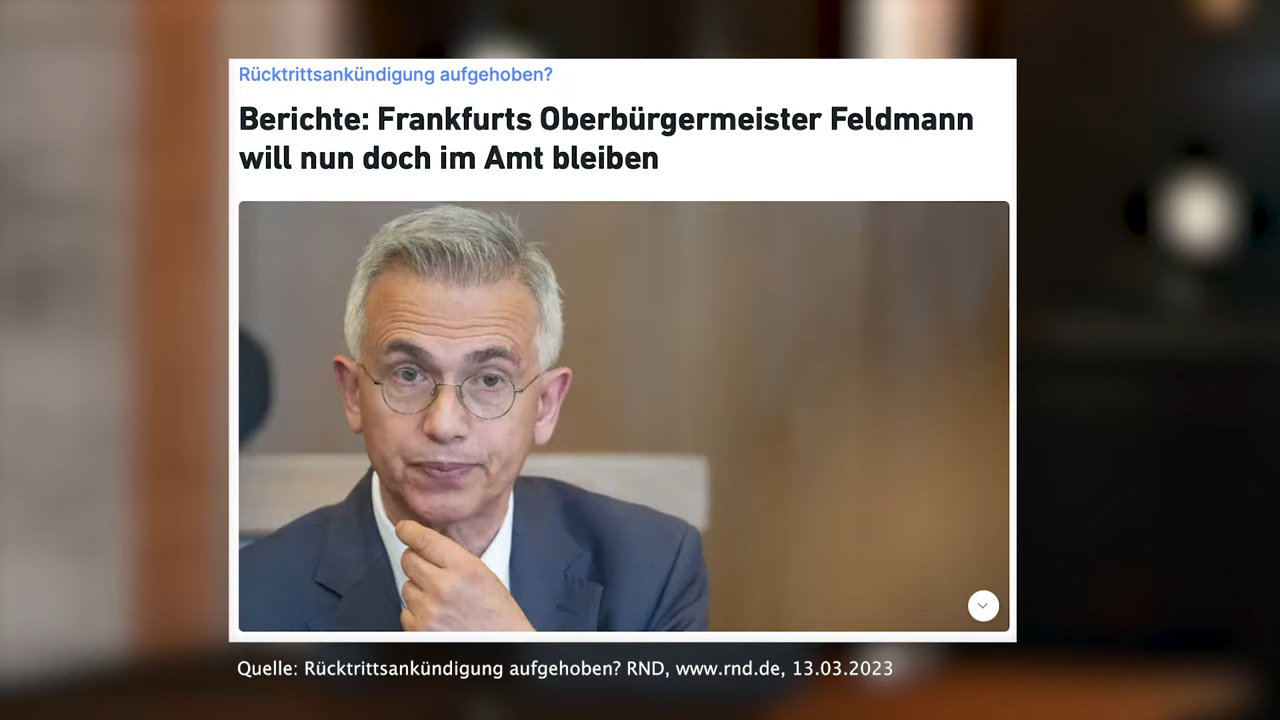 Rücktrittsankündigung aufgehoben?
Berichte: Frankfurts Oberbürgermeister Feldmann
will nun doch im Amt bleiben
Quelle: Rücktrittsankündigung aufgehoben? RND, www.rnd.de, 13.03.2023